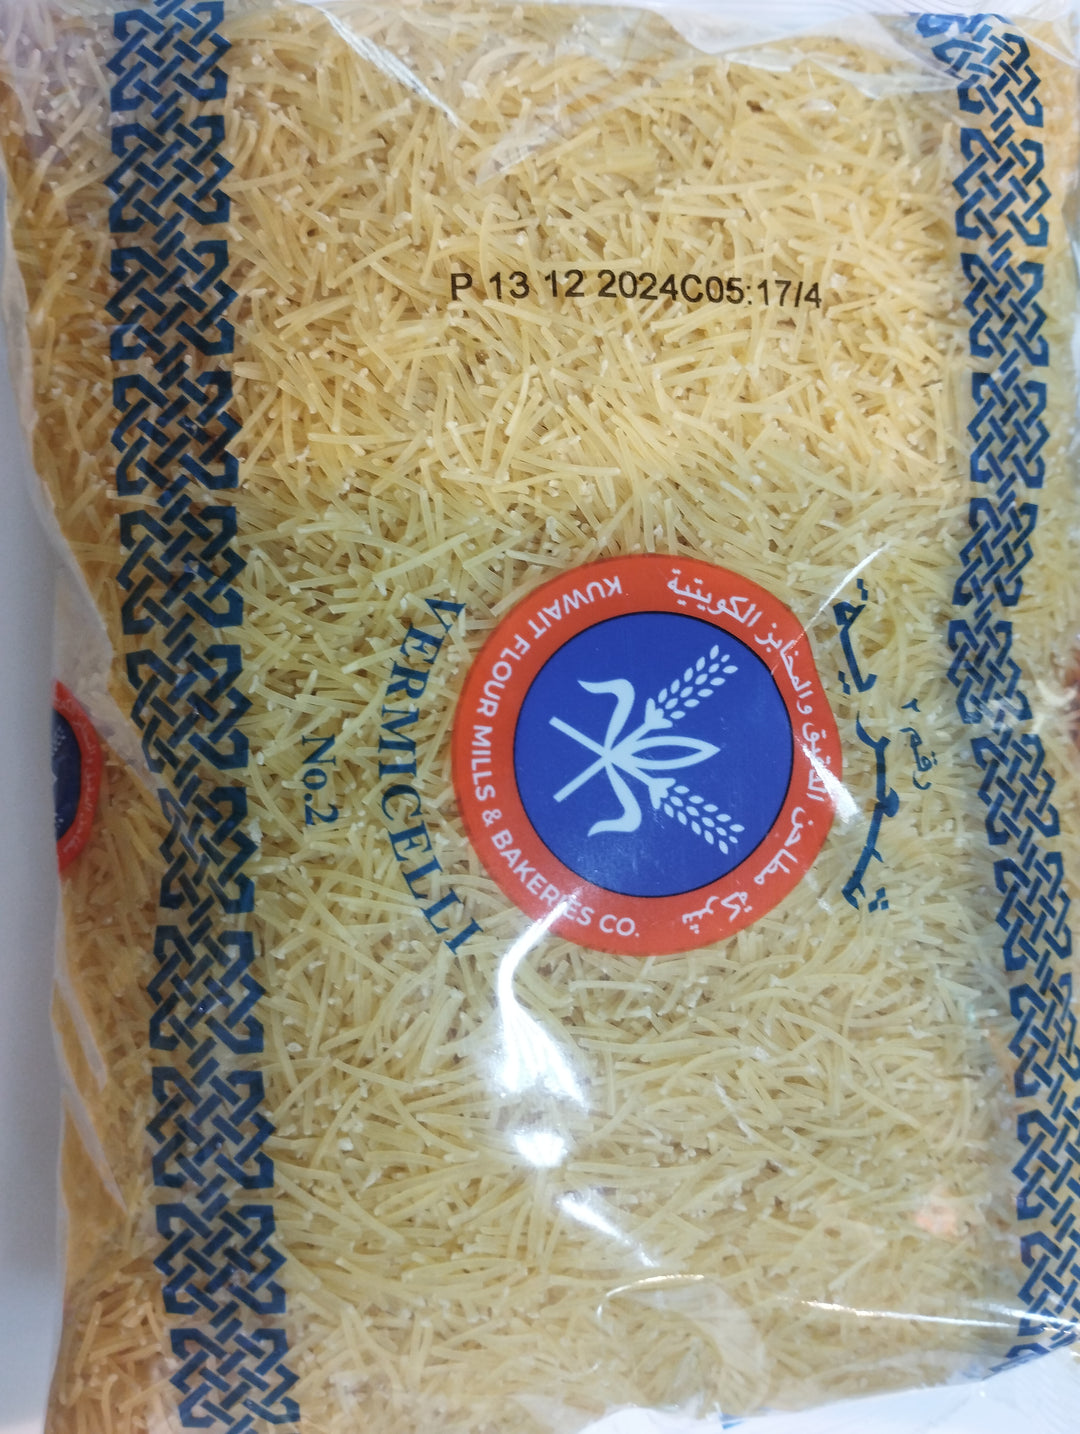 P 13 12 2024C05:17/4
شركة مطاحن الدقيق والمخابز الكويتية
KUWAIT FLOUR MILLS & BAKERIES CO.
شعيرية
رقم ٢
VERMICELLI
No.2